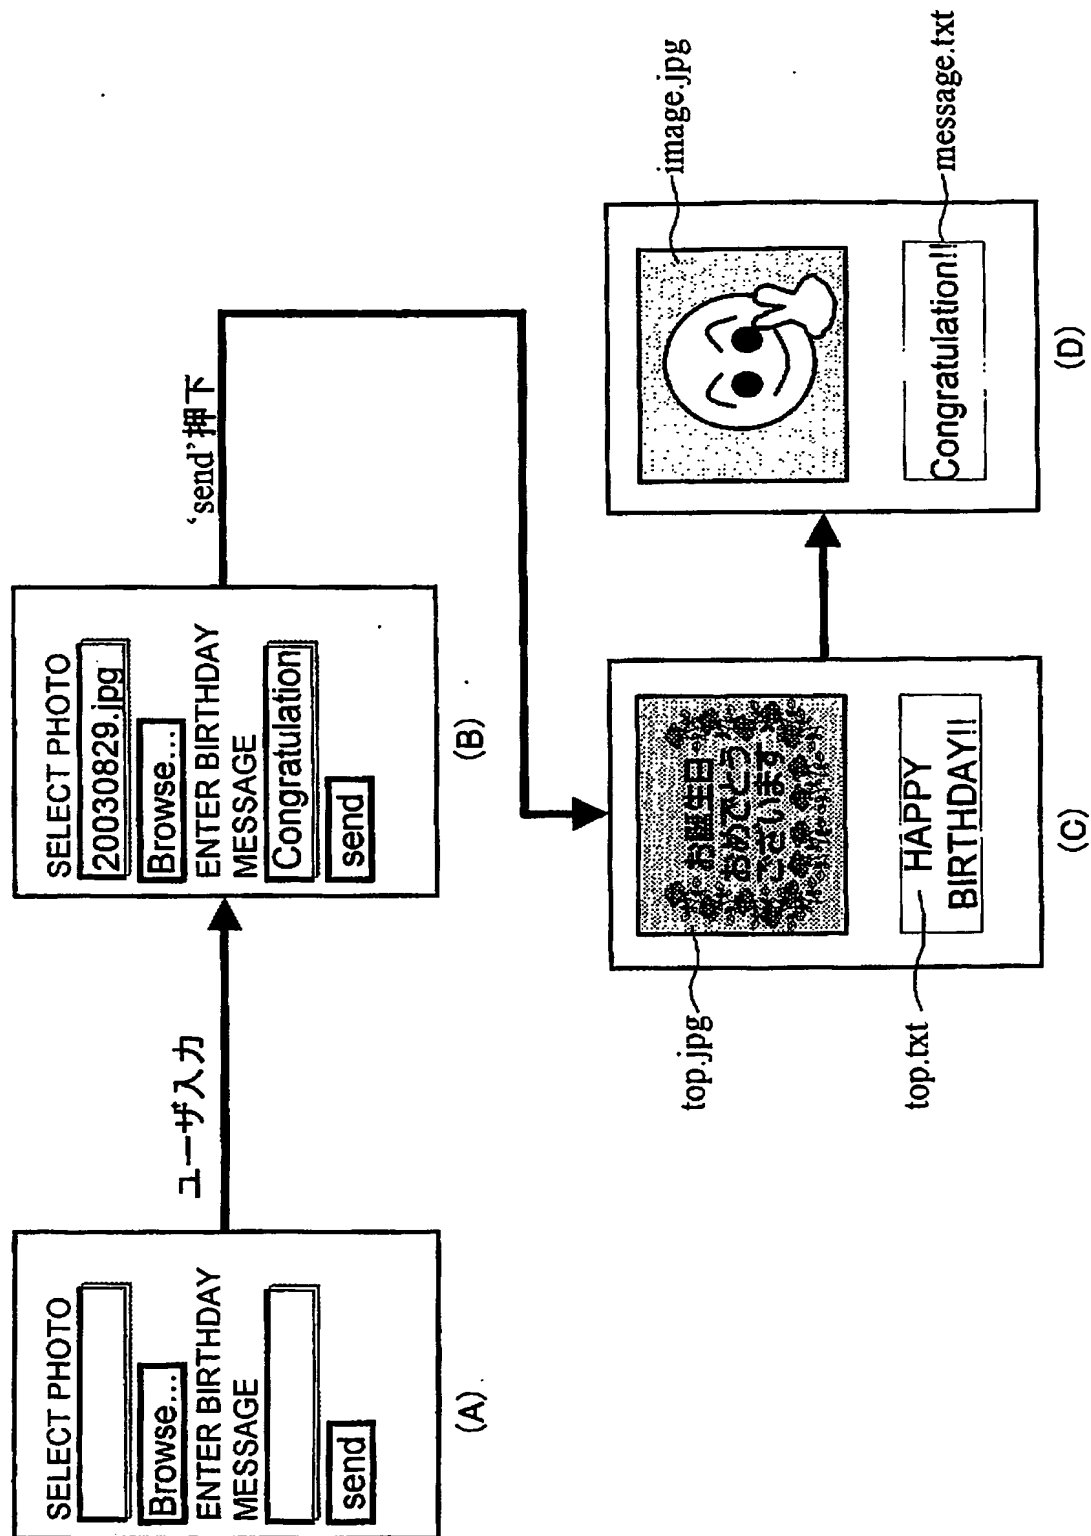 SELECT PHOTO
Browse...
ENTER BIRTHDAY
MESSAGE
send
(A)
ユーザ入力
SELECT PHOTO
20030829.jpg
Browse...
ENTER BIRTHDAY
MESSAGE
Congratulation
send
(B)
‘send’押下
top.jpg
お誕生日
おめでとう
ございます
top.txt
HAPPY
BIRTHDAY!!
(C)
image.jpg
Congratulation!!
message.txt
(D)